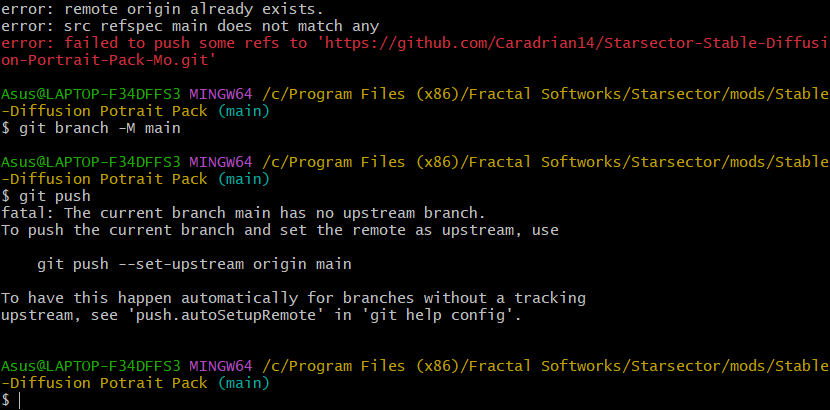 error: remote origin already exists.
error: src refspec main does not match any
error: failed to push some refs to 'https://github.com/Caradrian14/Starsector-Stable-Diffusi
on-Portrait-Pack-Mo.git'
Asus@LAPTOP-F34DFFS3 MINGW64 /c/Program Files (x86)/Fractal Softworks/Starsector/mods/Stable
-Diffusion Potrait Pack (main)
$ git branch -M main
Asus@LAPTOP-F34DFFS3 MINGW64 /c/Program Files (x86)/Fractal Softworks/Starsector/mods/Stable
-Diffusion Potrait Pack (main)
$ git push
fatal: The current branch main has no upstream branch.
To push the current branch and set the remote as upstream, use
    git push --set-upstream origin main
To have this happen automatically for branches without a tracking
upstream, see 'push.autoSetupRemote' in 'git help config'.
Asus@LAPTOP-F34DFFS3 MINGW64 /c/Program Files (x86)/Fractal Softworks/Starsector/mods/Stable
-Diffusion Potrait Pack (main)
$